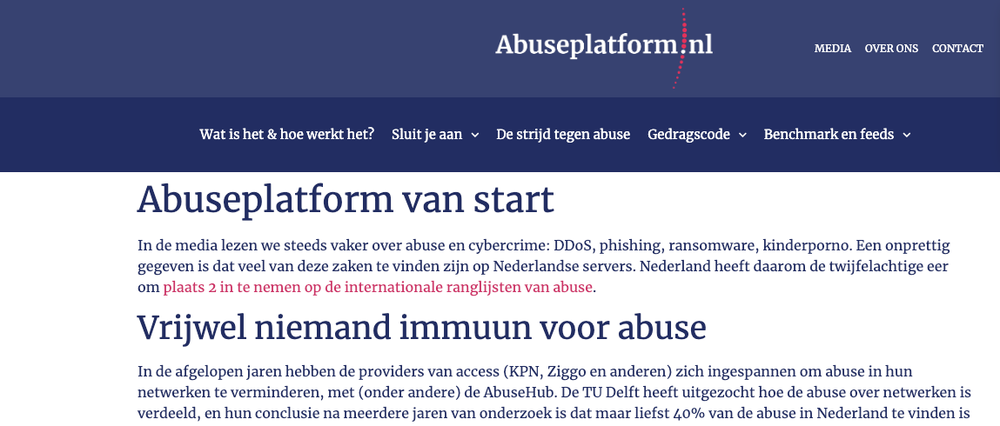 Abuseplatform.nl
MEDIA OVER ONS CONTACT
Wat is het & hoe werkt het? Sluit je aan De strijd tegen abuse Gedragscode Benchmark en feeds
Abuseplatform van start
In de media lezen we steeds vaker over abuse en cybercrime: DDoS, phishing, ransomware, kinderporno. Een onprettig
gegeven is dat veel van deze zaken te vinden zijn op Nederlandse servers. Nederland heeft daarom de twijfelachtige eer
om plaats 2 in te nemen op de internationale ranglijsten van abuse.
Vrijwel niemand immuun voor abuse
In de afgelopen jaren hebben de providers van access (KPN, Ziggo en anderen) zich ingespannen om abuse in hun
netwerken te verminderen, met (onder andere) de AbuseHub. De TU Delft heeft uitgezocht hoe de abuse over netwerken is
verdeeld, en hun conclusie na meerdere jaren van onderzoek is dat maar liefst 40% van de abuse in Nederland te vinden is